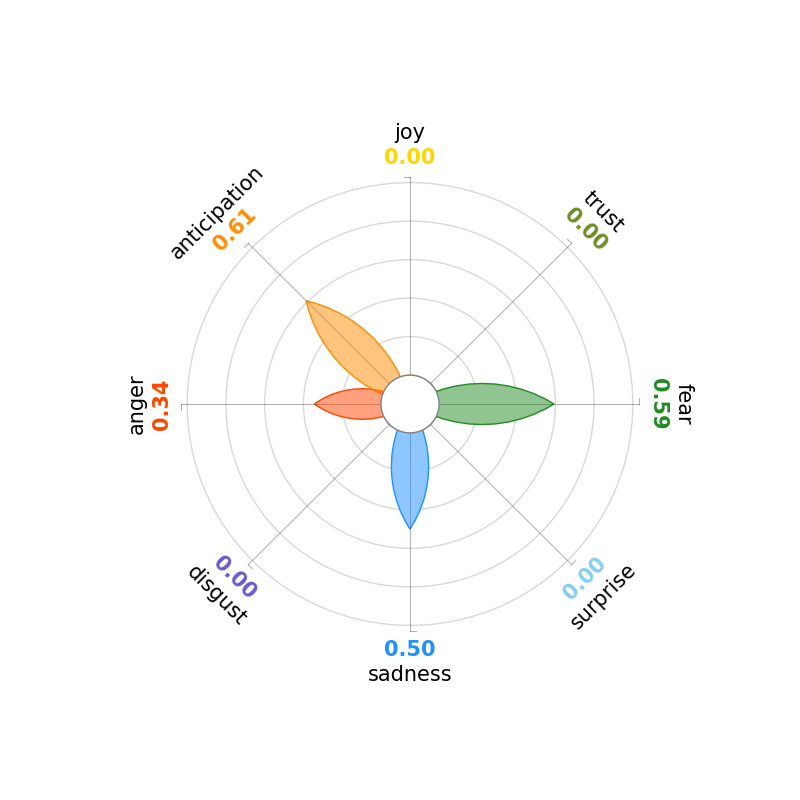 joy
0.00
trust
0.00
fear
0.59
surprise
0.00
0.50
sadness
0.00
disgust
anger
0.34
anticipation
0.61